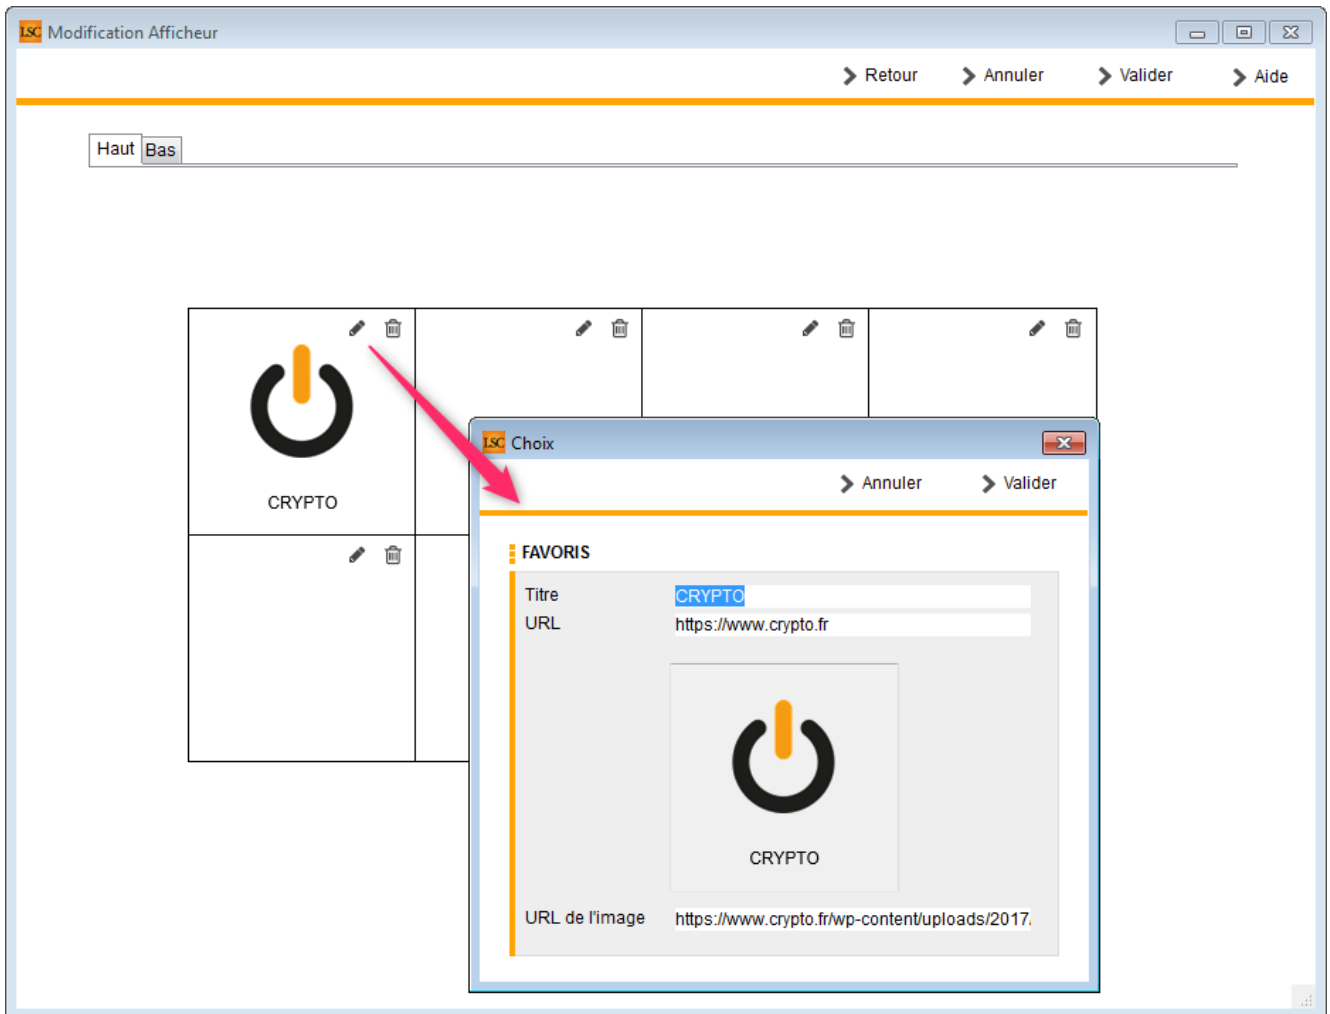 LSC Modification Afficheur
Retour Annuler Valider Aide
Haut Bas
CRYPTO
LSC Choix
Annuler Valider
FAVORIS
Titre CRYPTO
URL https://www.crypto.fr
CRYPTO
URL de l'image https://www.crypto.fr/wp-content/uploads/2017